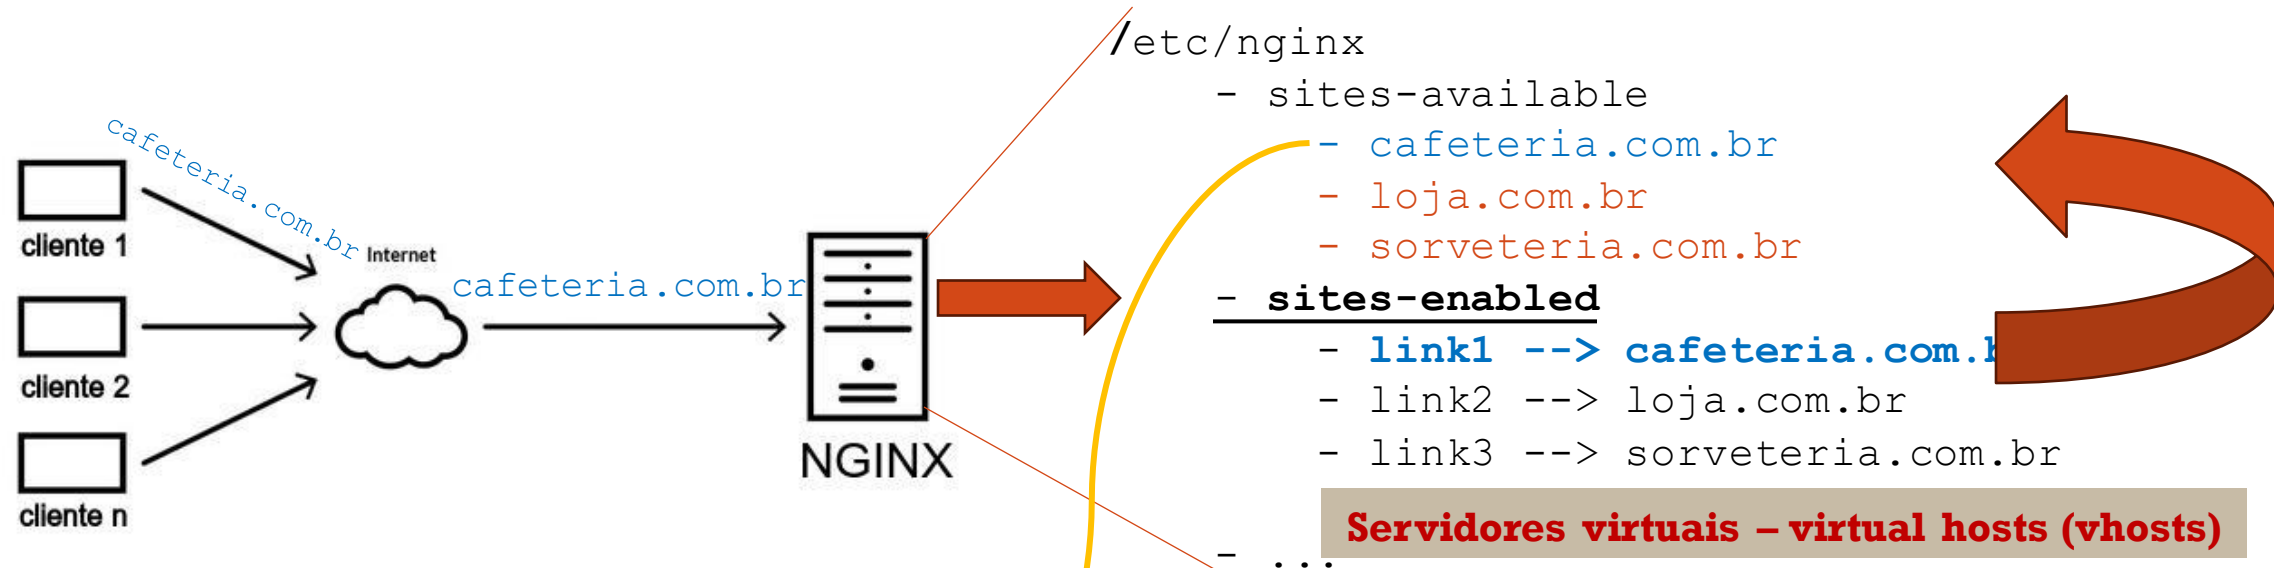 cafeteria.com.br
cliente 1
cliente 2
cliente n
Internet
cafeteria.com.br
NGINX
/etc/nginx
- sites-available
- cafeteria.com.br
- loja.com.br
- sorveteria.com.br
- sites-enabled
- link1 --> cafeteria.com.b
- link2 --> loja.com.br
- link3 --> sorveteria.com.br
Servidores virtuais – virtual hosts (vhosts)
- ...